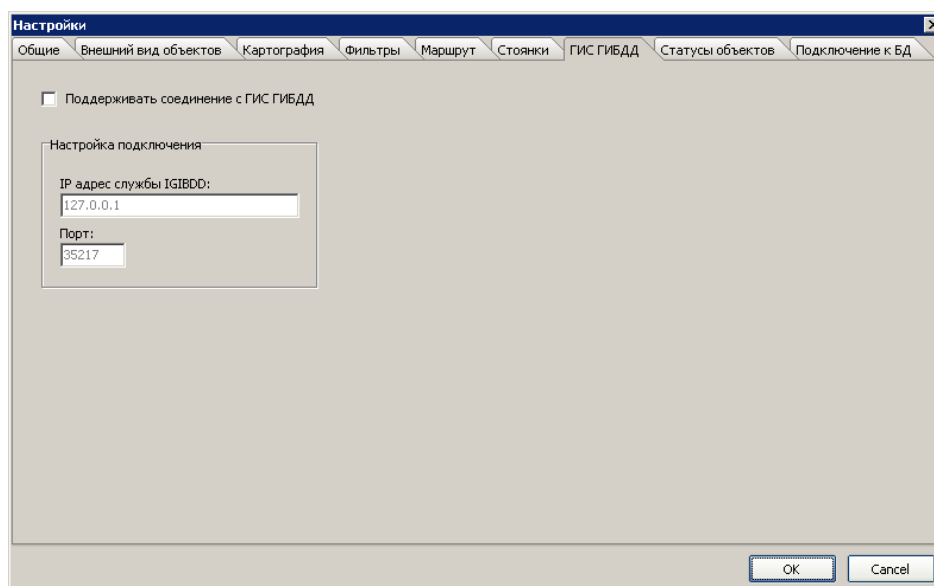 Настройки
Общие Внешний вид объектов Картография Фильтры Маршрут Стоянки ГИС ГИБДД Статусы объектов Подключение к БД
Поддерживать соединение с ГИС ГИБДД
Настройка подключения
IP адрес службы IGIBDD:
127.0.0.1
Порт:
35217
OK Cancel